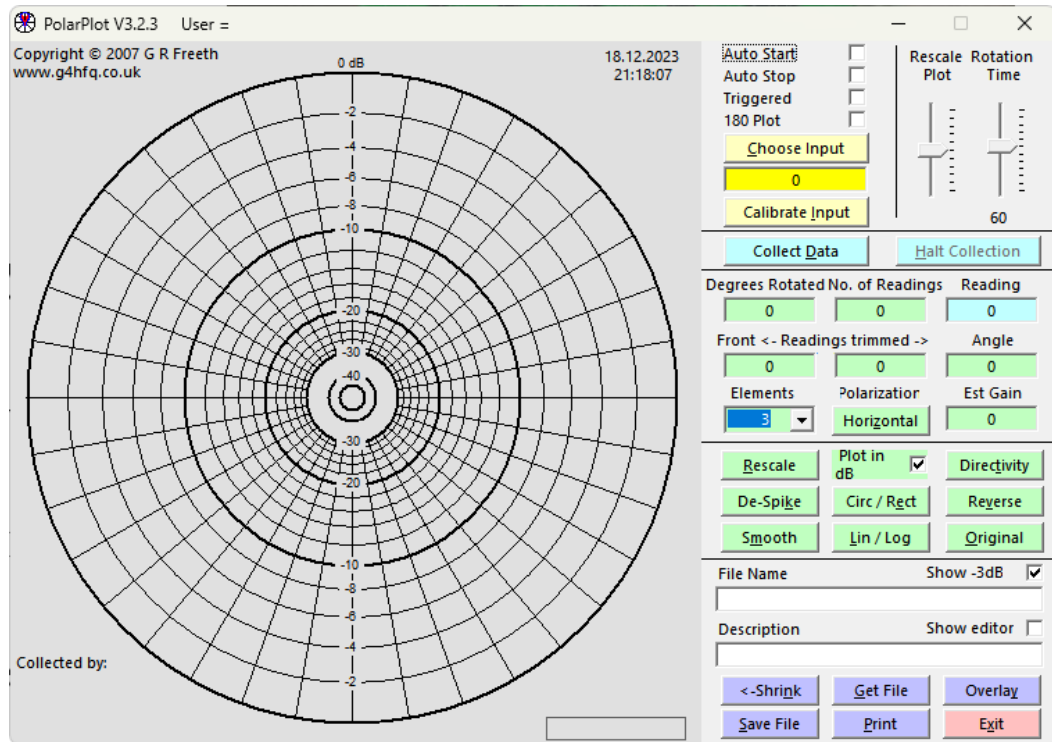 PolarPlot V3.2.3 User =
Copyright © 2007 G R Freeth
www.g4hfq.co.uk
18.12.2023
21:18:07
0 dB
-2
-4
-6
-8
-10
-20
-30
-40
-30
-20
-10
-8
-6
-4
-2
Collected by:
Auto Start
Auto Stop
Triggered
180 Plot
Choose Input
0
Calibrate Input
Rescale Plot
Rotation Time
60
Collect Data
Halt Collection
Degrees Rotated No. of Readings Reading
0 0 0
Front <- Readings trimmed -> Angle
0 0 0
Elements Polarization Est Gain
3 Horizontal 0
Rescale Plot in dB Directivity
De-Spike Circ / Rect Reverse
Smooth Lin / Log Original
File Name Show -3dB
Description Show editor
<-Shrink Get File Overlay
Save File Print Exit